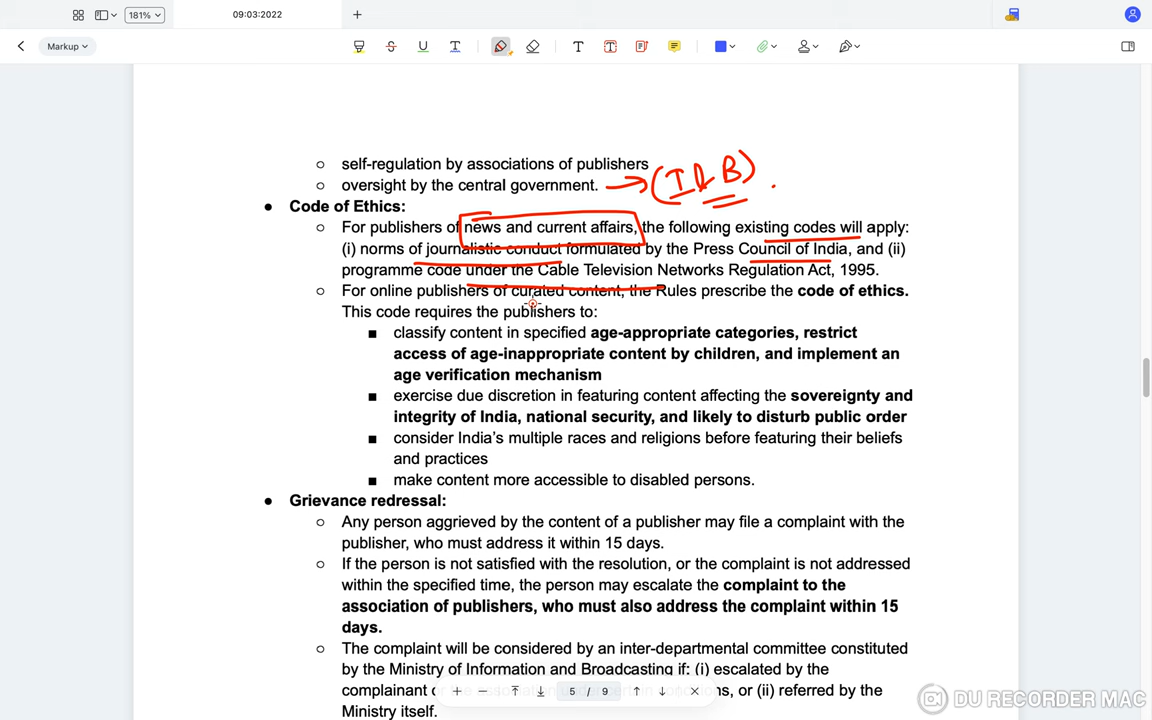 181%
09:03:2022
Markup
self-regulation by associations of publishers
oversight by the central government. (I & B)
Code of Ethics:
For publishers of news and current affairs, the following existing codes will apply:
(i) norms of journalistic conduct formulated by the Press Council of India, and (ii)
programme code under the Cable Television Networks Regulation Act, 1995.
For online publishers of curated content, the Rules prescribe the code of ethics.
This code requires the publishers to:
classify content in specified age-appropriate categories, restrict
access of age-inappropriate content by children, and implement an
age verification mechanism
exercise due discretion in featuring content affecting the sovereignty and
integrity of India, national security, and likely to disturb public order
consider India's multiple races and religions before featuring their beliefs
and practices
make content more accessible to disabled persons.
Grievance redressal:
Any person aggrieved by the content of a publisher may file a complaint with the
publisher, who must address it within 15 days.
If the person is not satisfied with the resolution, or the complaint is not addressed
within the specified time, the person may escalate the complaint to the
association of publishers, who must also address the complaint within 15
days.
The complaint will be considered by an inter-departmental committee constituted
by the Ministry of Information and Broadcasting if: (i) escalated by the
complainant or the association under certain conditions, or (ii) referred by the
Ministry itself.
5 / 9
DU RECORDER MAC